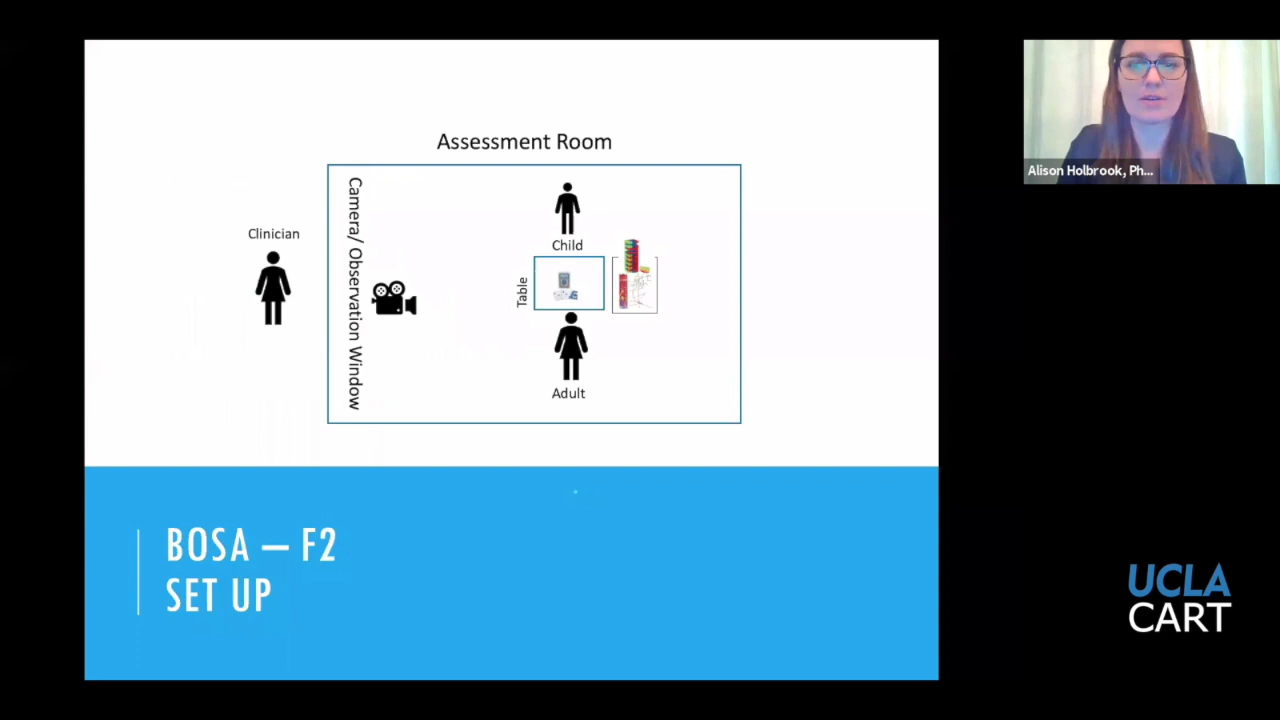 Assessment Room
Camera/ Observation Window
Clinician
Child
Table
Adult
BOSA – F2
SET UP
Alison Holbrook, Ph...
UCLA
CART